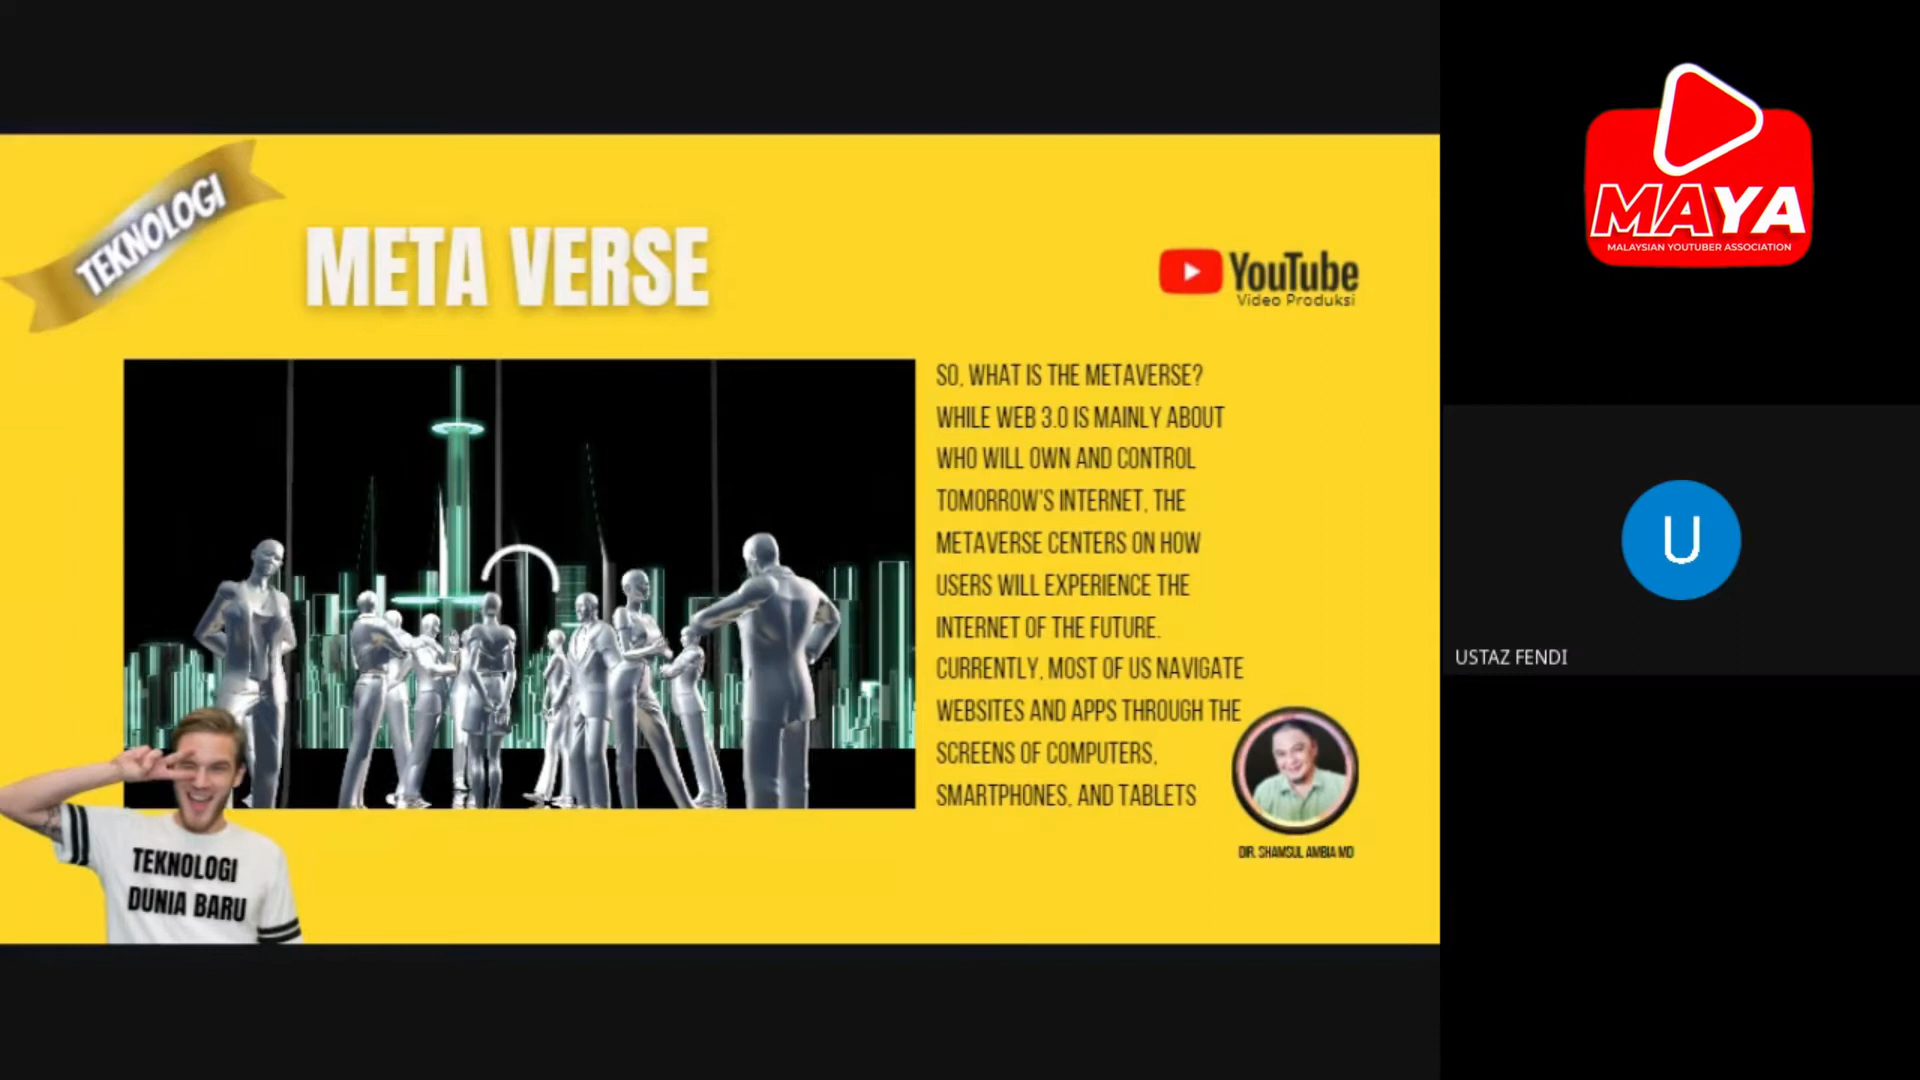 TEKNOLOGI
META VERSE
YouTube
Video Produksi
SO, WHAT IS THE METAVERSE?
WHILE WEB 3.0 IS MAINLY ABOUT
WHO WILL OWN AND CONTROL
TOMORROW'S INTERNET, THE
METAVERSE CENTERS ON HOW
USERS WILL EXPERIENCE THE
INTERNET OF THE FUTURE.
CURRENTLY, MOST OF US NAVIGATE
WEBSITES AND APPS THROUGH THE
SCREENS OF COMPUTERS,
SMARTPHONES, AND TABLETS
DIR. SHAMSUL AMBIA MD
TEKNOLOGI
DUNIA BARU
MAYA
MALAYSIAN YOUTUBER ASSOCIATION
U
USTAZ FENDI